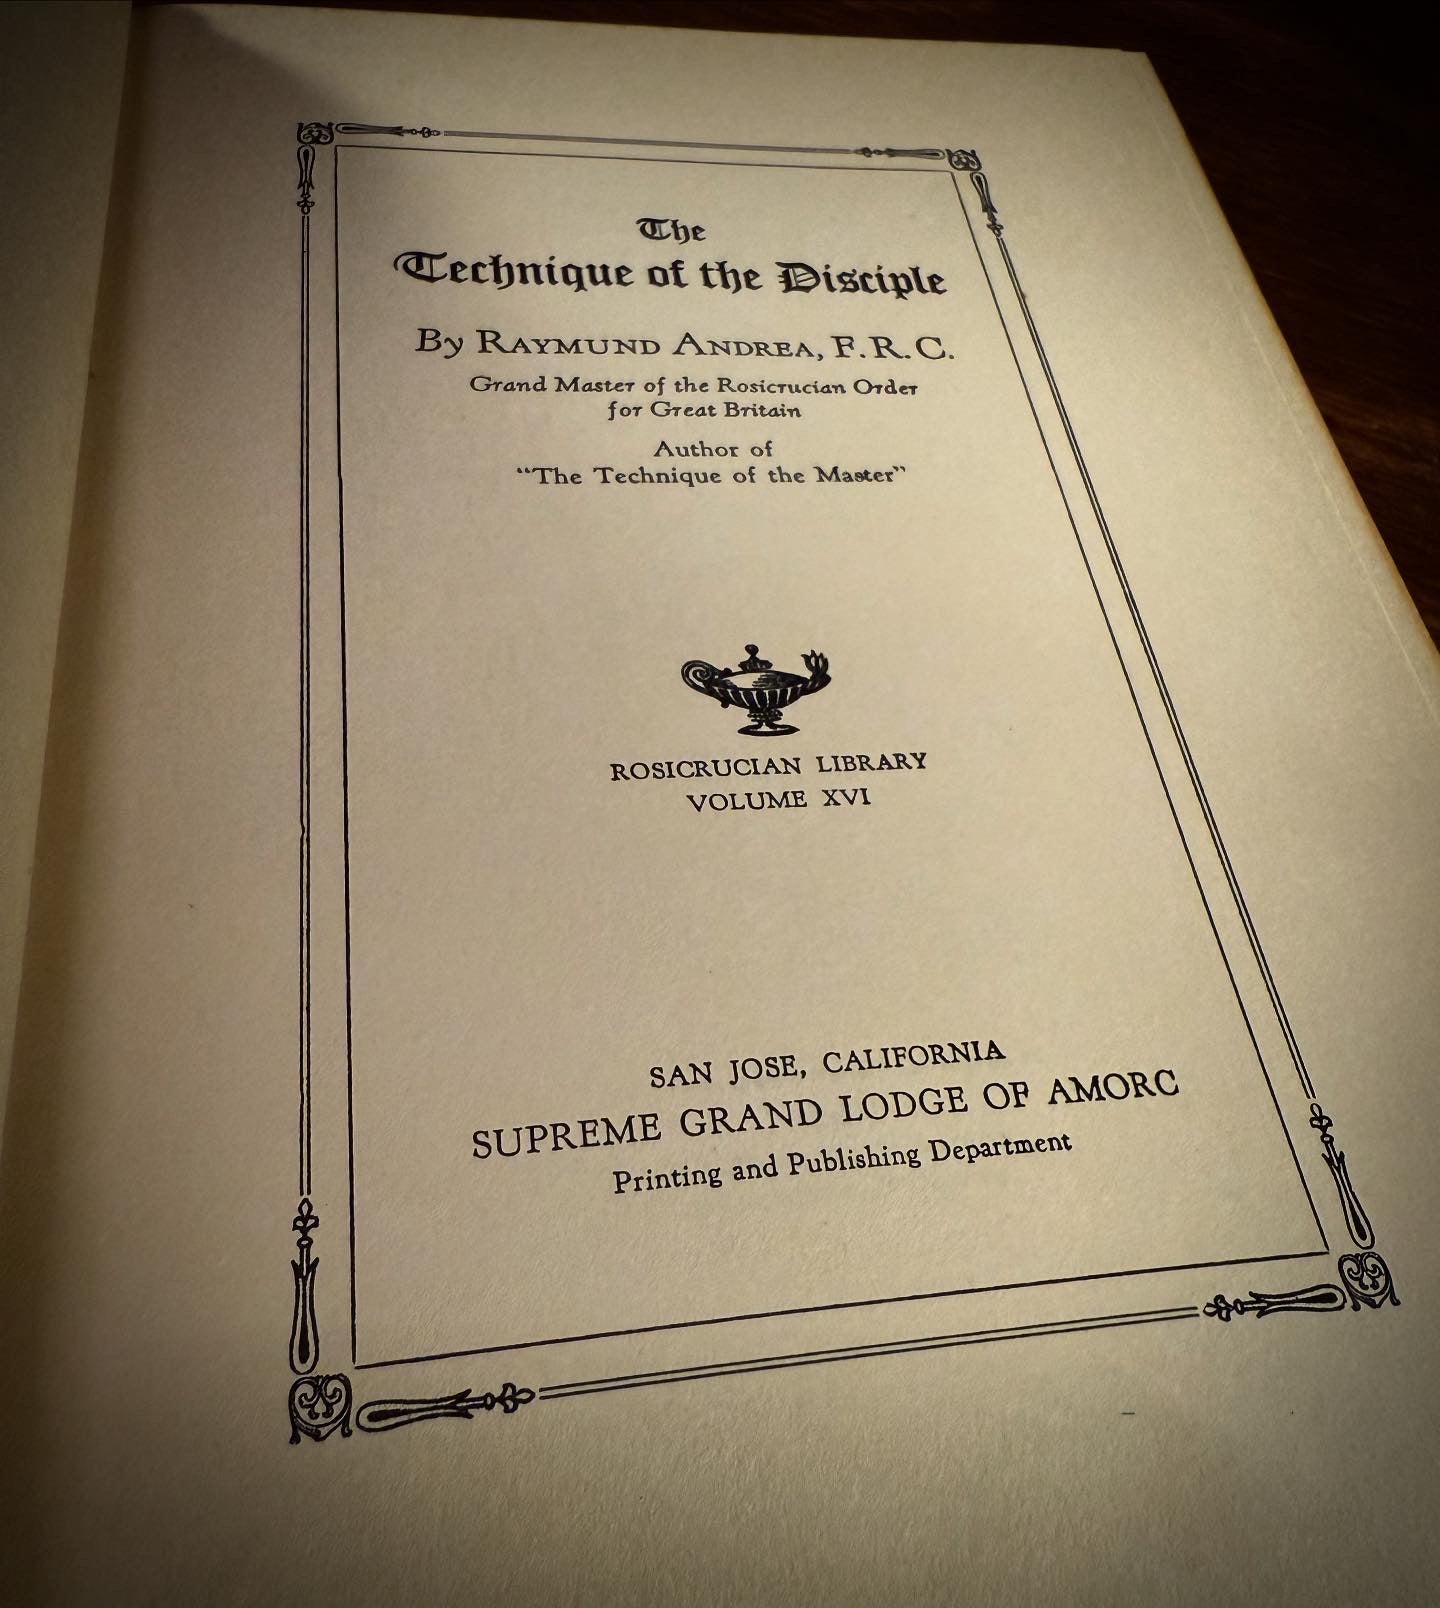 The
Technique of the Disciple
By RAYMUND ANDREA, F.R.C.
Grand Master of the Rosicrucian Order
for Great Britain
Author of
“The Technique of the Master”
ROSICRUCIAN LIBRARY
VOLUME XVI
SAN JOSE, CALIFORNIA
SUPREME GRAND LODGE OF AMORC
Printing and Publishing Department